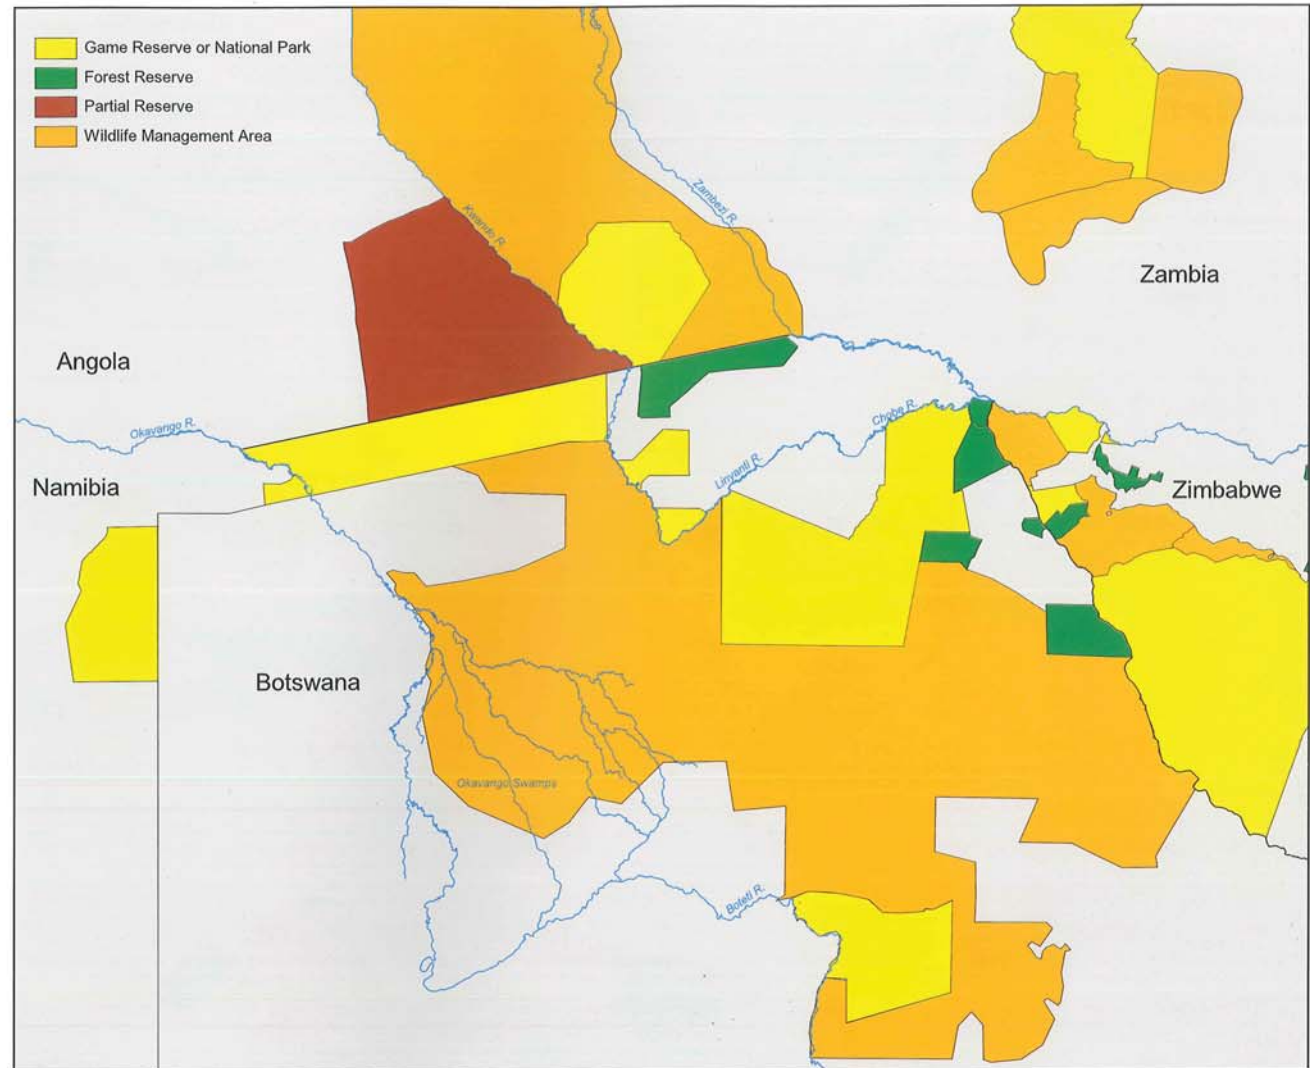 Game Reserve or National Park
Forest Reserve
Partial Reserve
Wildlife Management Area
Zambezi R.
Kwando R.
Zambia
Angola
Okavango R.
Chobe R.
Linyanti R.
Namibia
Zimbabwe
Botswana
Okavango Swamps
Boteti R.